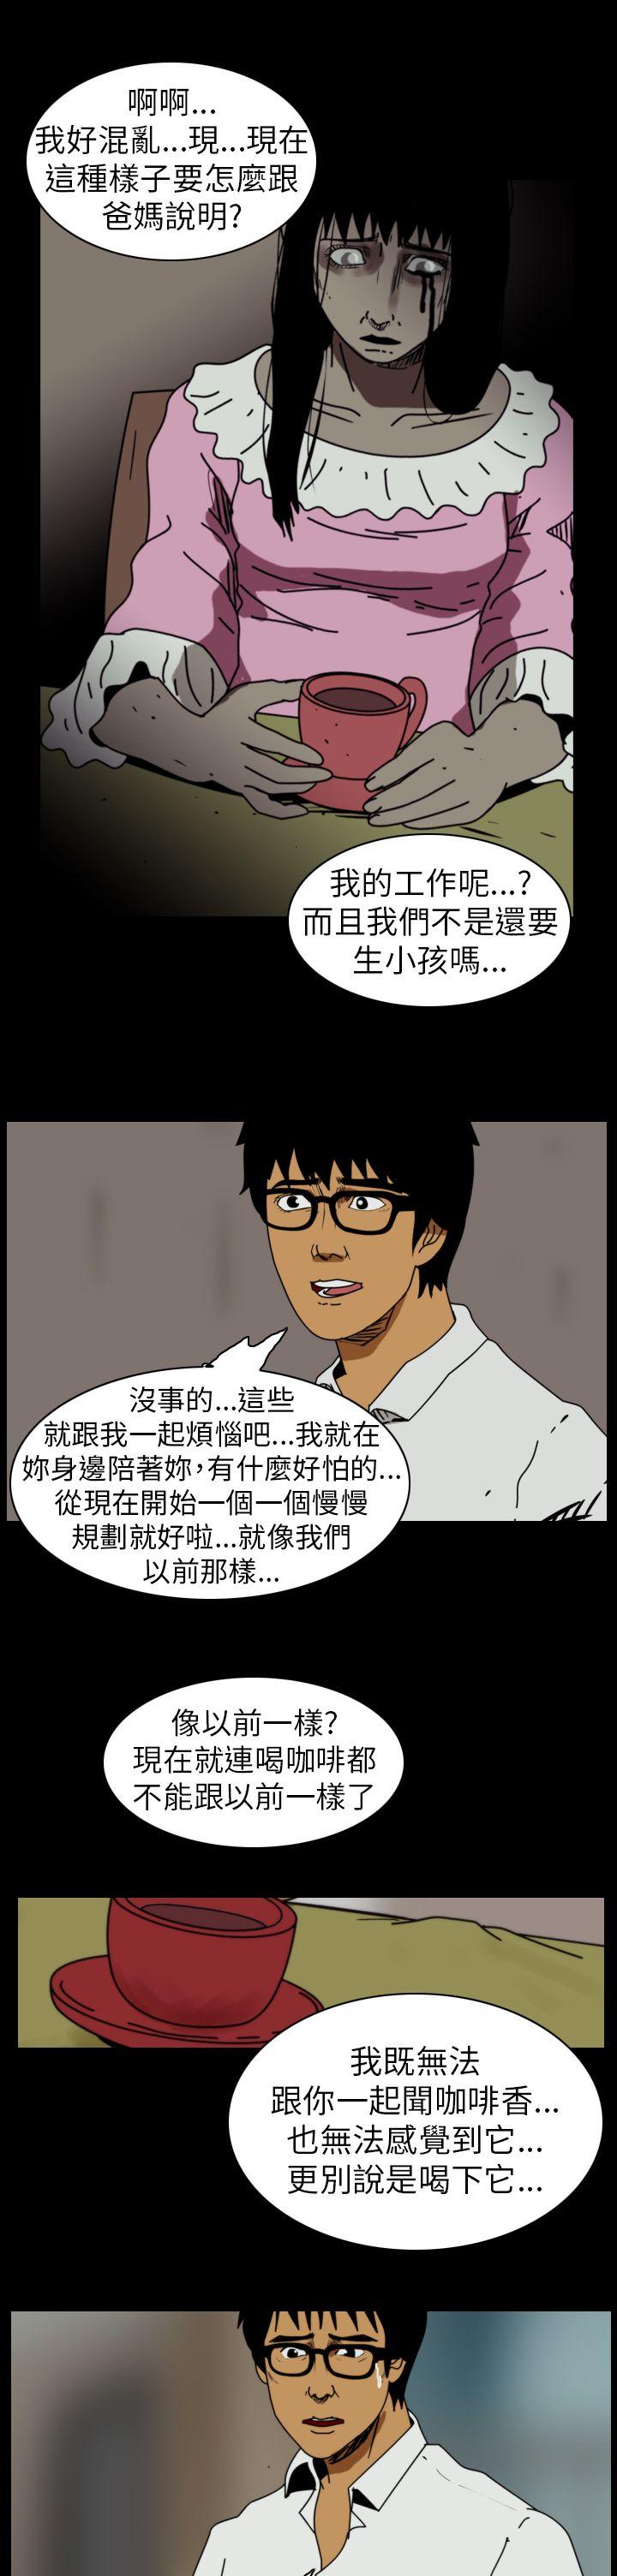 啊啊...
我好混亂...現...現在
這種樣子要怎麼跟
爸媽說明?
我的工作呢...?
而且我們不是還要
生小孩嗎...
沒事的...這些
就跟我一起煩惱吧...我就在
妳身邊陪著妳,有什麼好怕的...
從現在開始一個一個慢慢
規劃就好啦...就像我們
以前那樣...
像以前一樣?
現在就連喝咖啡都
不能跟以前一樣了
我既無法
跟你一起聞咖啡香...
也無法感覺到它...
更別說是喝下它...